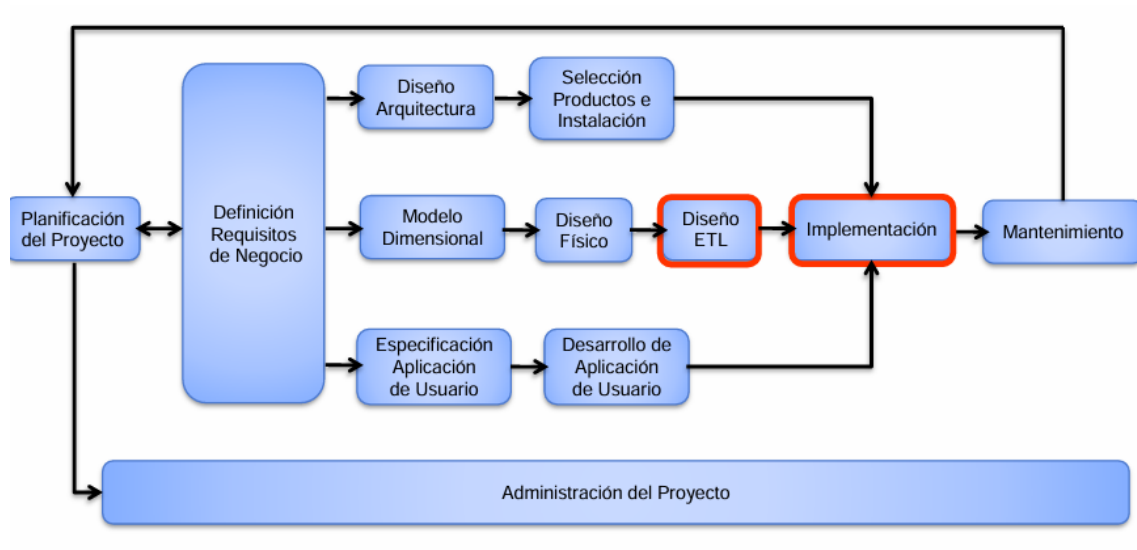 Planificación
del Proyecto
Definición
Requisitos
de Negocio
Diseño
Arquitectura
Selección
Productos e
Instalación
Modelo
Dimensional
Diseño
Físico
Diseño
ETL
Implementación
Mantenimiento
Especificación
Aplicación
de Usuario
Desarrollo de
Aplicación
de Usuario
Administración del Proyecto